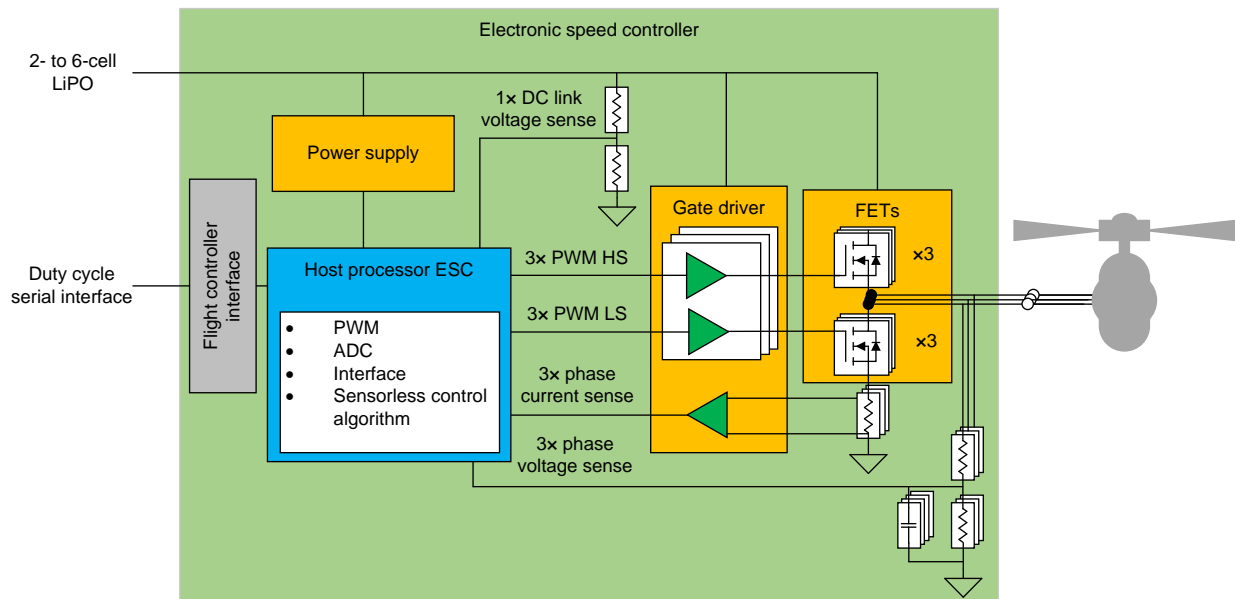 Electronic speed controller
2- to 6-cell
LiPO
1× DC link
voltage sense
Power supply
Gate driver
FETs
Flight controller
interface
Duty cycle
serial interface
Host processor ESC
3× PWM HS
×3
• PWM
• ADC
• Interface
• Sensorless control
algorithm
3× PWM LS
×3
3× phase
current sense
3× phase
voltage sense